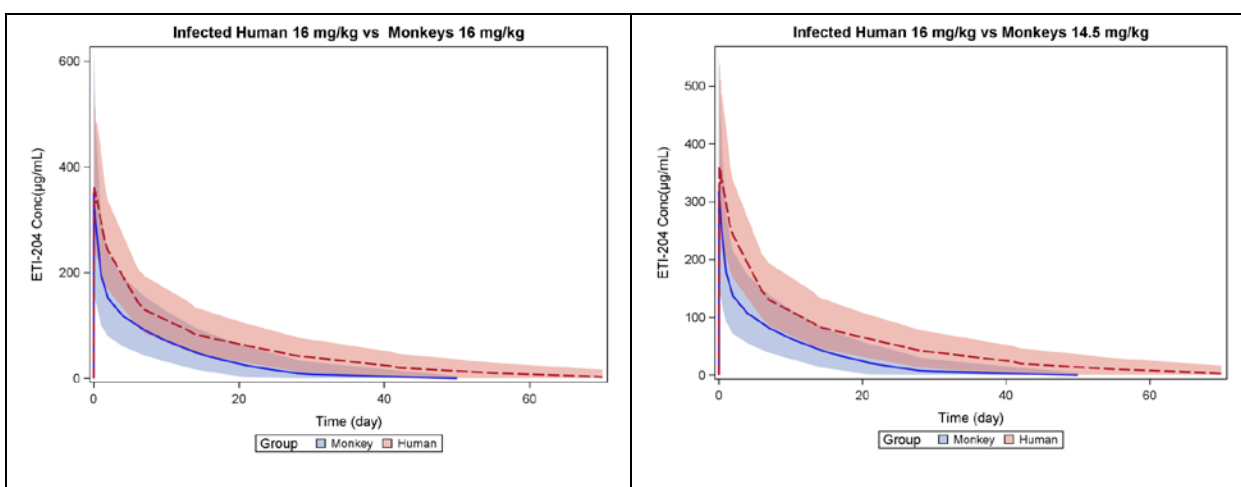 Infected Human 16 mg/kg vs Monkeys 16 mg/kg
600
400
200
0
ETI-204 Conc(µg/mL)
0
20
40
60
Time (day)
Group Monkey Human
Infected Human 16 mg/kg vs Monkeys 14.5 mg/kg
500
400
300
200
100
0
ETI-204 Conc(µg/mL)
0
20
40
60
Time (day)
Group Monkey Human